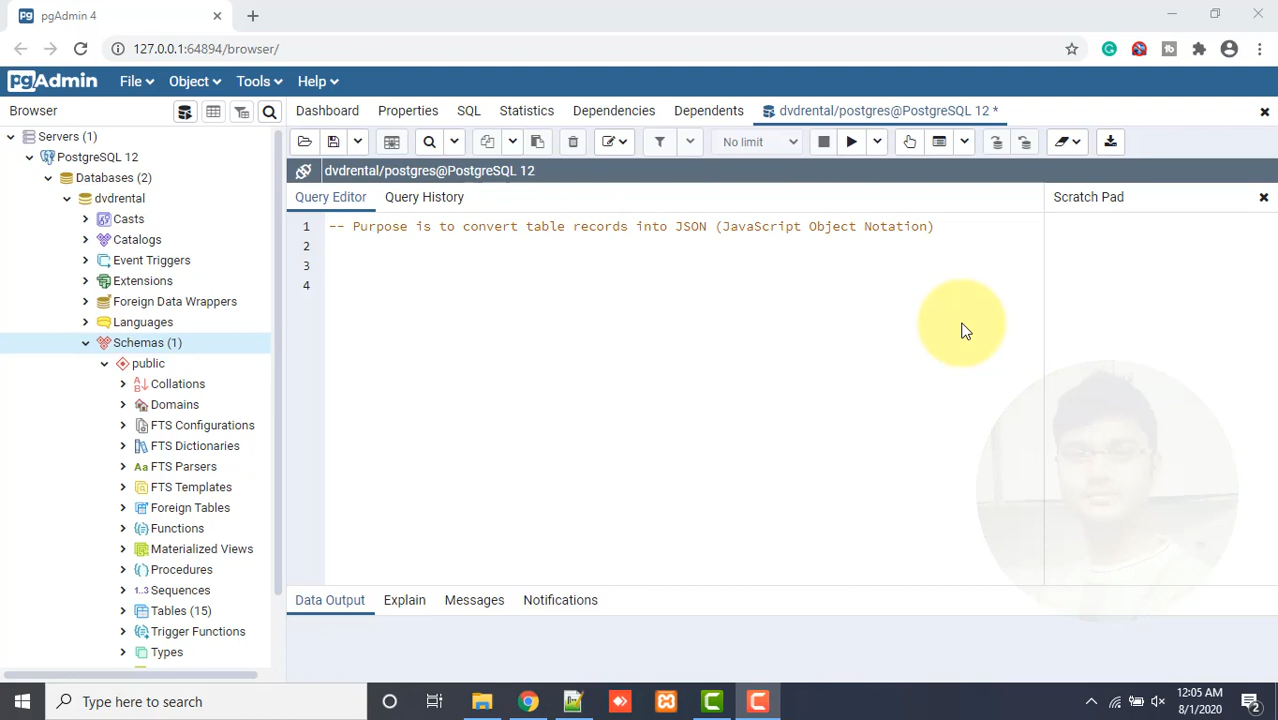 pgAdmin 4
127.0.0.1:64894/browser/
pgAdmin File Object Tools Help
Browser
Dashboard Properties SQL Statistics Dependencies Dependents dvdrental/postgres@PostgreSQL 12 *
No limit
dvdrental/postgres@PostgreSQL 12
Query Editor Query History
Scratch Pad
1 -- Purpose is to convert table records into JSON (JavaScript Object Notation)
2
3
4
Servers (1)
PostgreSQL 12
Databases (2)
dvdrental
Casts
Catalogs
Event Triggers
Extensions
Foreign Data Wrappers
Languages
Schemas (1)
public
Collations
Domains
FTS Configurations
FTS Dictionaries
Aa FTS Parsers
FTS Templates
Foreign Tables
Functions
Materialized Views
Procedures
1..3 Sequences
Tables (15)
Trigger Functions
Types
Data Output Explain Messages Notifications
Type here to search
12:05 AM
8/1/2020
2